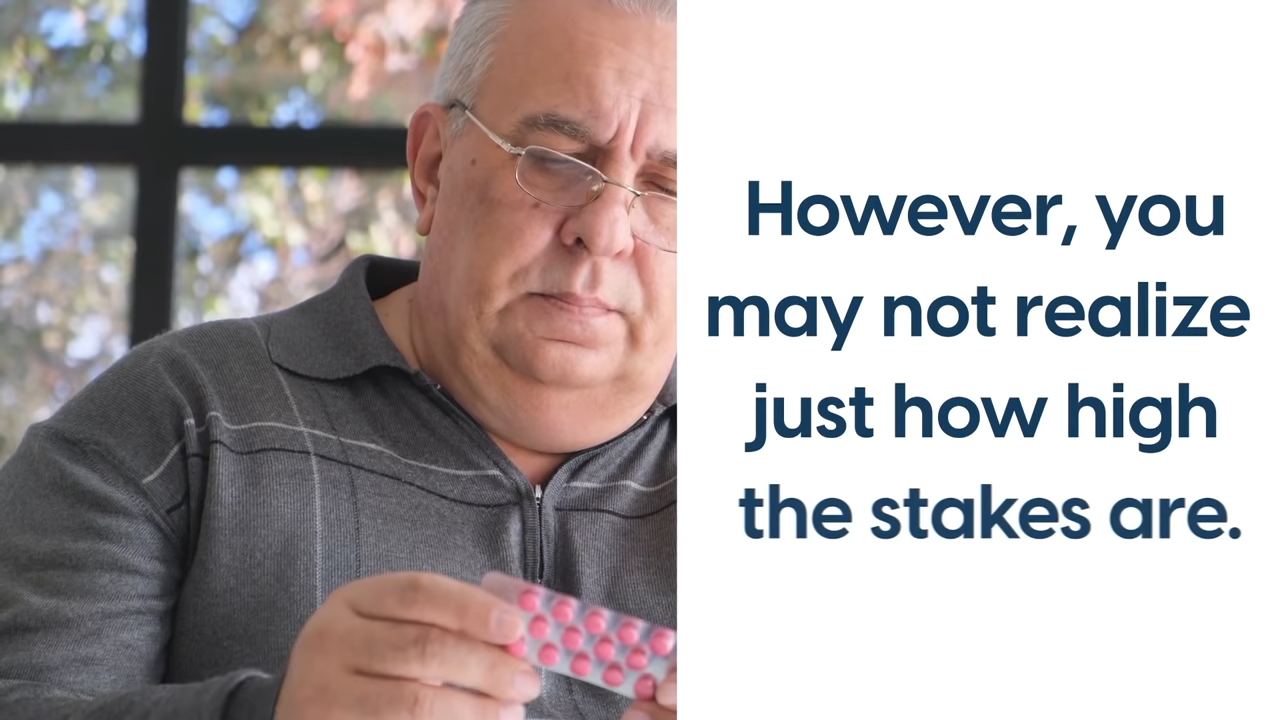 However, you
may not realize
just how high
the stakes are.